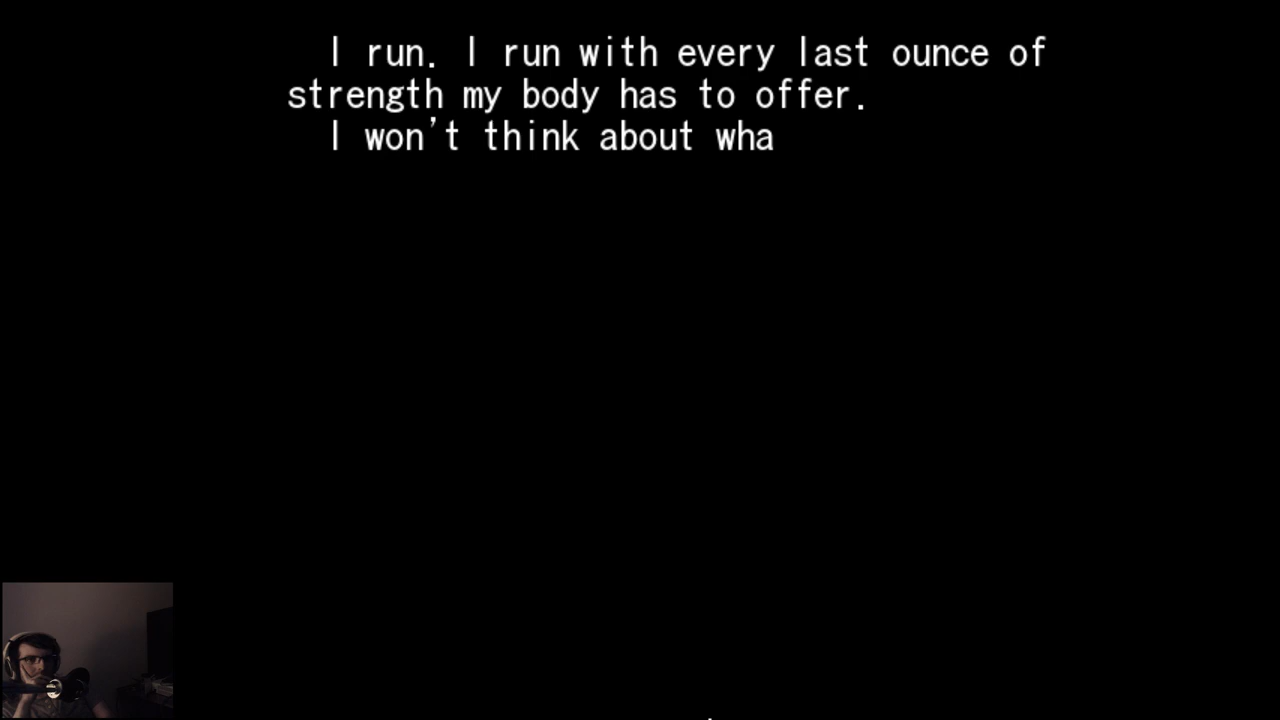 I run. I run with every last ounce of
strength my body has to offer.
I won't think about wha